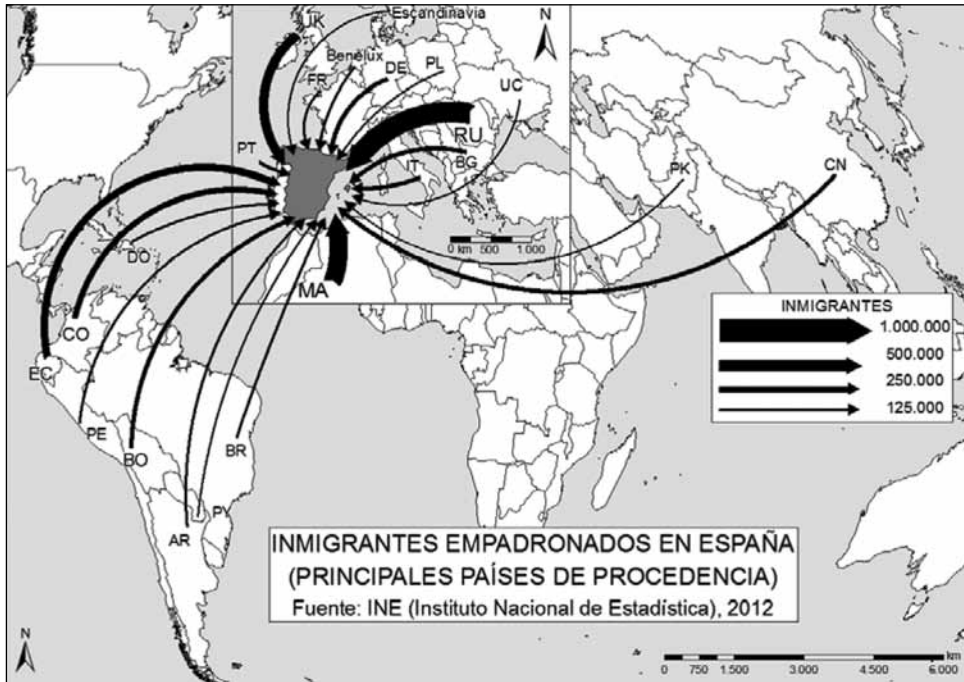 Escandinavia
UK
N
Benelux
DE
PL
FR
UC
RU
PT
IT
BG
PK
CN
0 km 500 1.000
DO
MA
INMIGRANTES
1.000.000
500.000
250.000
125.000
CO
EC
PE
BO
BR
PY
AR
INMIGRANTES EMPADRONADOS EN ESPAÑA
(PRINCIPALES PAÍSES DE PROCEDENCIA)
Fuente: INE (Instituto Nacional de Estadística), 2012
N
km
0 750 1.500 3.000 4.500 6.000